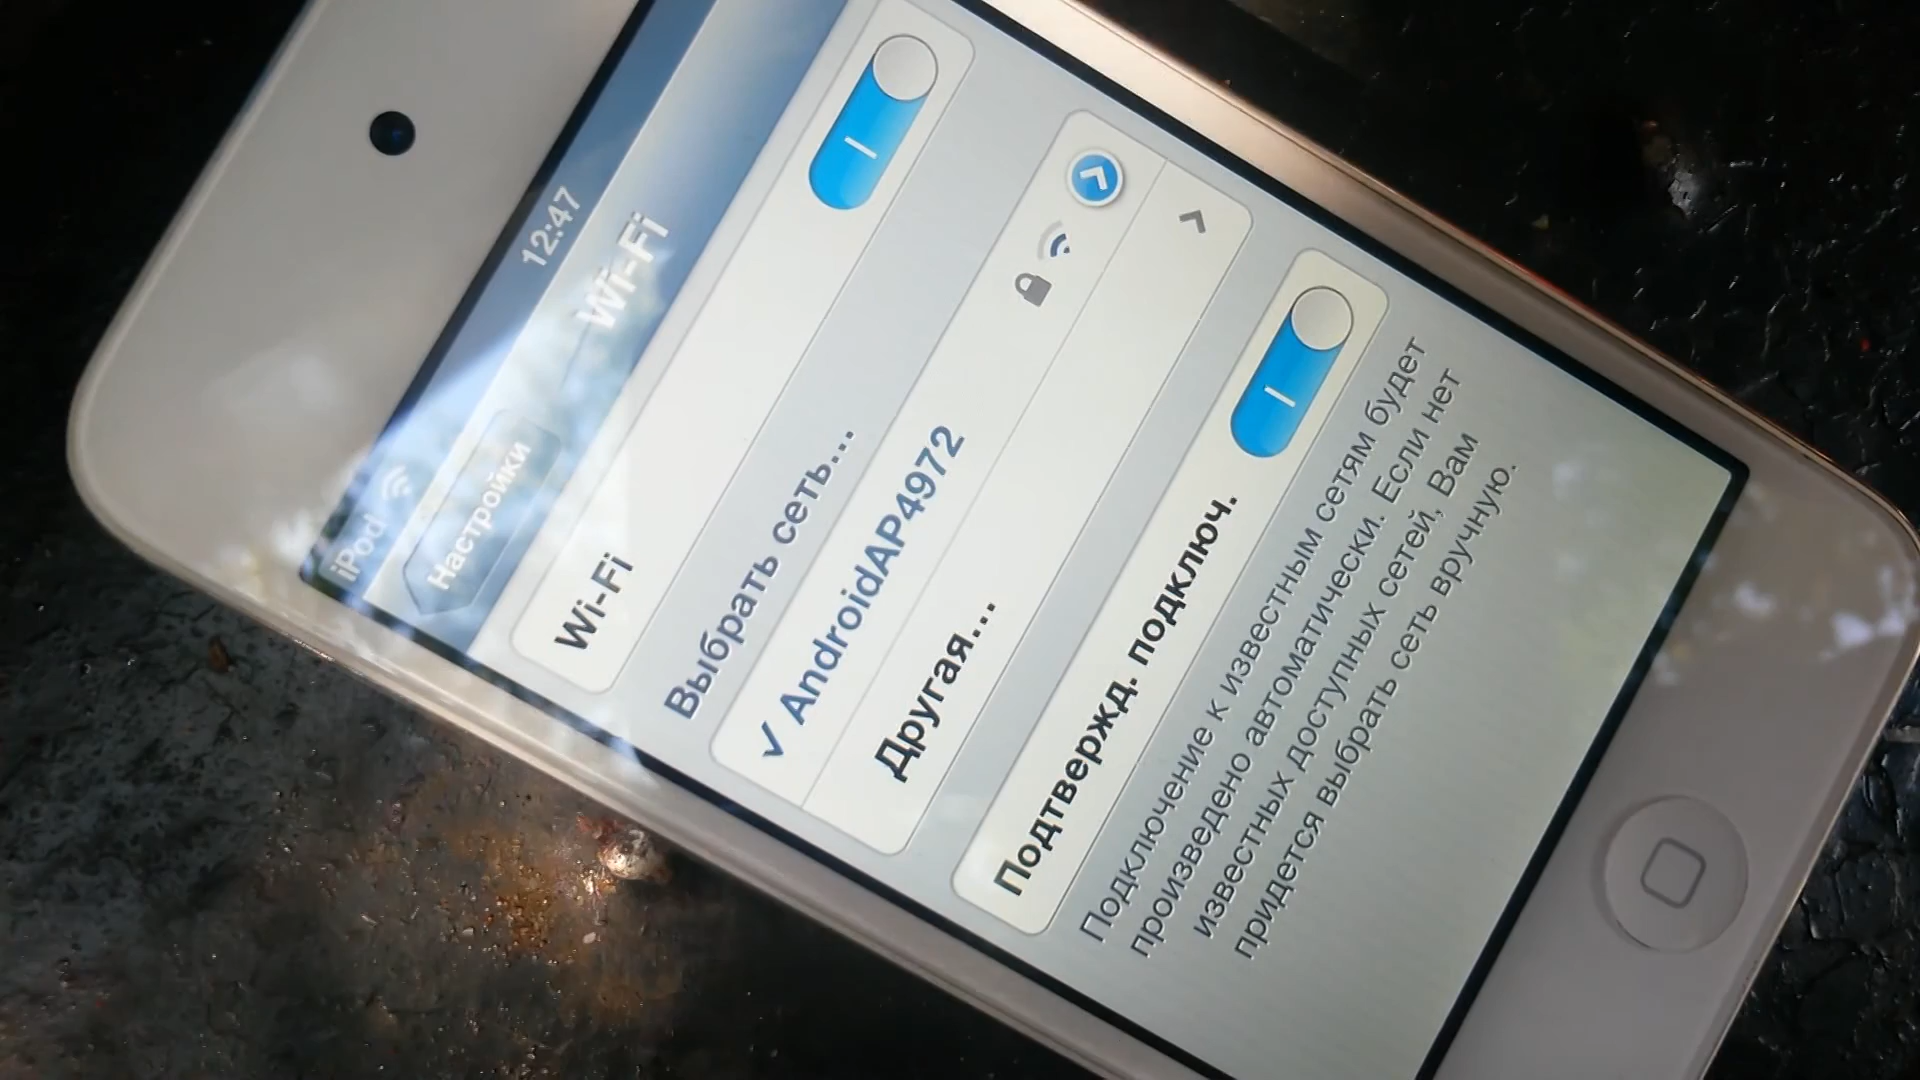 iPod 12:47
Настройки Wi-Fi
Wi-Fi
Выбрать сеть...
✓ AndroidAP4972
Другая...
Подтвержд. подключ.
Подключение к известным сетям будет
произведено автоматически. Если нет
известных доступных сетей, Вам
придется выбрать сеть вручную.